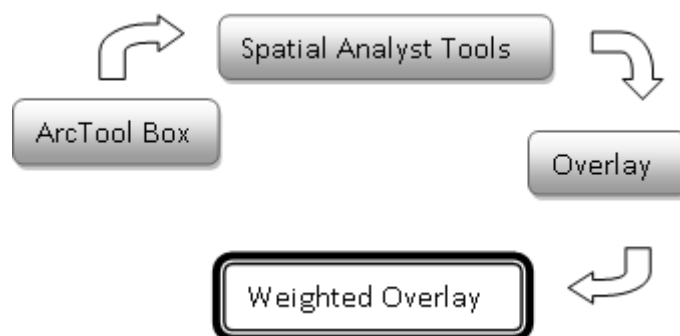 ArcTool Box
Spatial Analyst Tools
Overlay
Weighted Overlay